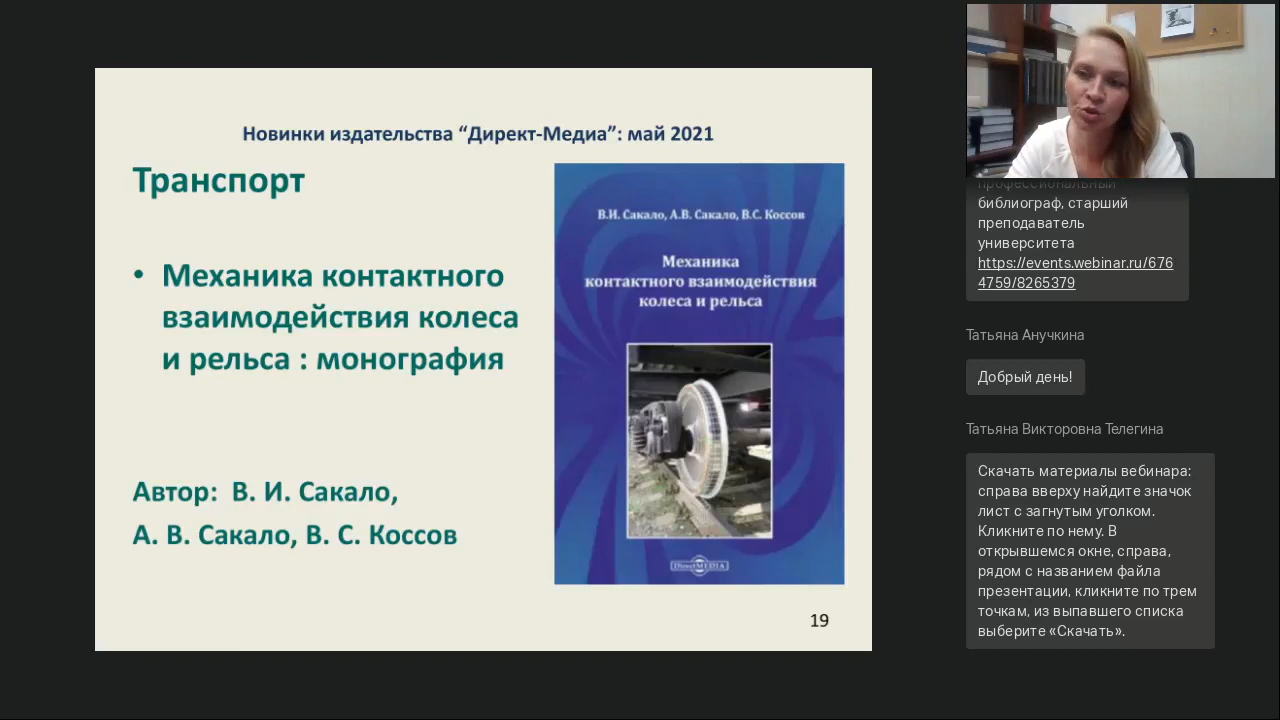 Новинки издательства “Директ-Медиа”: май 2021
Транспорт
• Механика контактного
взаимодействия колеса
и рельса : монография
Автор: В. И. Сакало,
А. В. Сакало, В. С. Коссов
В.И. Сакало, А.В. Сакало, В.С. Коссов
Механика
контактного взаимодействия
колеса и рельса
DirectMEDIA
19
профессиональный
библиограф, старший
преподаватель
университета
https://events.webinar.ru/676
4759/8265379
Татьяна Анучкина
Добрый день!
Татьяна Викторовна Телегина
Скачать материалы вебинара:
справа вверху найдите значок
лист с загнутым уголком.
Кликните по нему. В
открывшемся окне, справа,
рядом с названием файла
презентации, кликните по трем
точкам, из выпавшего списка
выберите «Скачать».